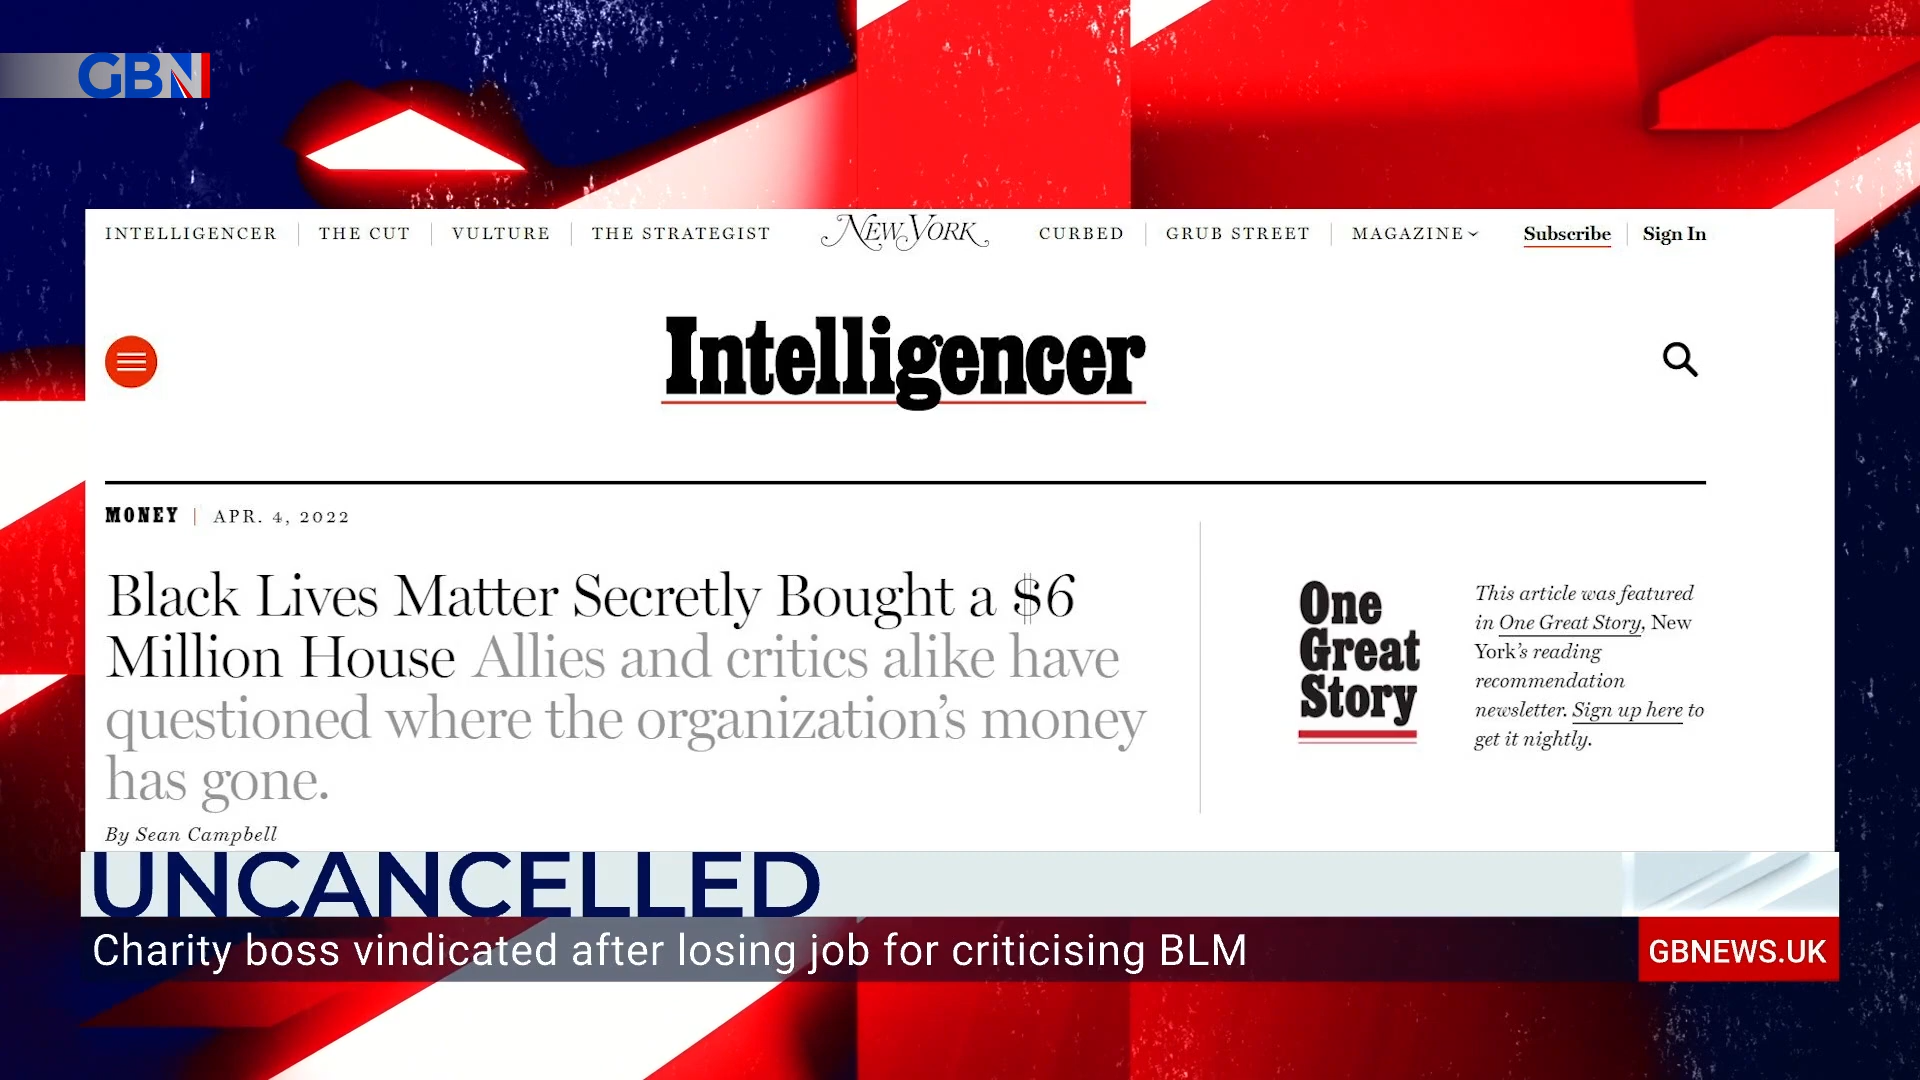 GBN
INTELLIGENCER
THE CUT
VULTURE
THE STRATEGIST
NEW YORK
CURBED
GRUB STREET
MAGAZINE
Subscribe
Sign In
Intelligencer
MONEY | APR. 4, 2022
Black Lives Matter Secretly Bought a $6
Million House Allies and critics alike have
questioned where the organization's money
has gone.
By Sean Campbell
One
Great
Story
This article was featured
in One Great Story, New
York's reading
recommendation
newsletter. Sign up here to
get it nightly.
UNCANCELLED
Charity boss vindicated after losing job for criticising BLM
GBNEWS.UK